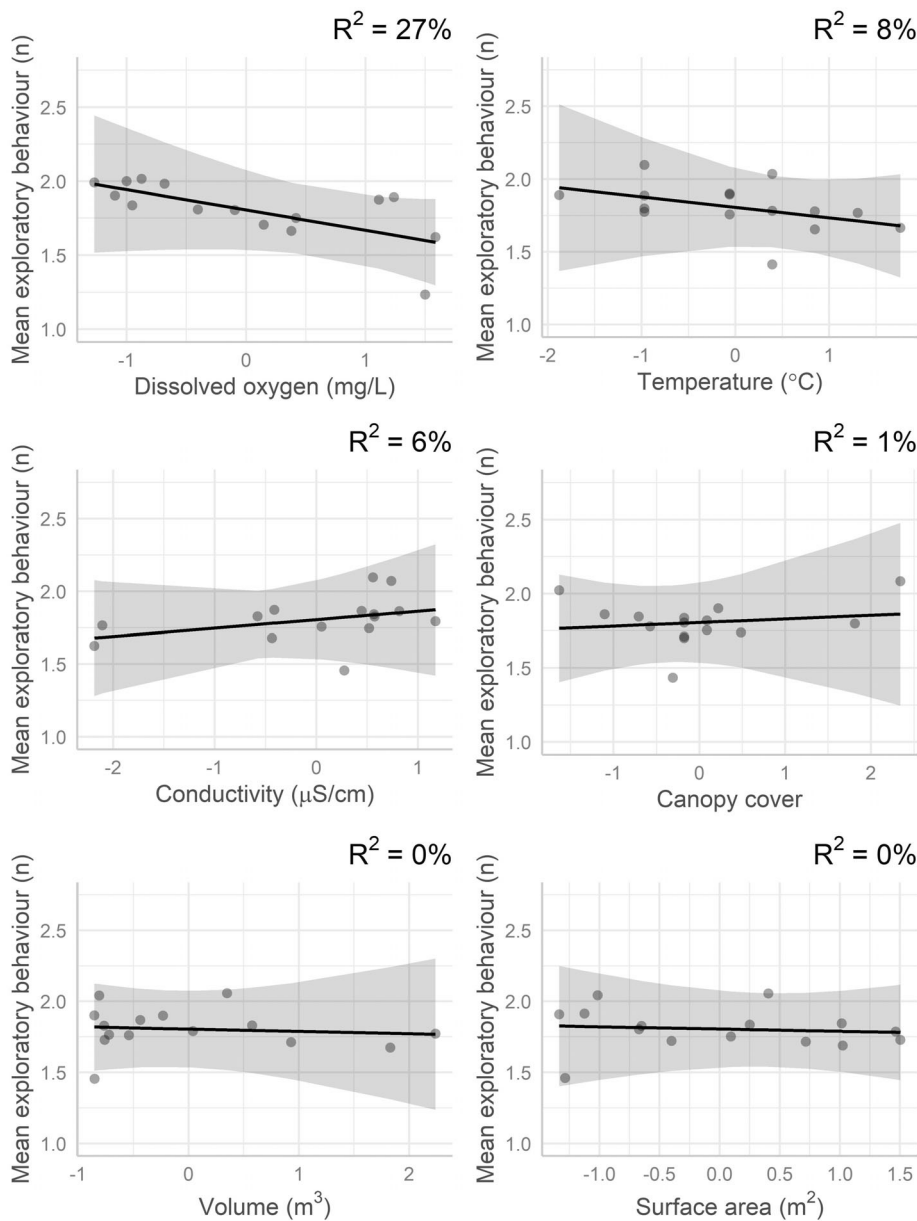 R² = 27%
Mean exploratory behaviour (n)
2.5
2.0
1.5
1.0
-1
0
1
Dissolved oxygen (mg/L)
R² = 8%
Mean exploratory behaviour (n)
2.5
2.0
1.5
1.0
-2
-1
0
1
Temperature (°C)
R² = 6%
Mean exploratory behaviour (n)
2.5
2.0
1.5
1.0
-2
-1
0
1
Conductivity (μS/cm)
R² = 1%
Mean exploratory behaviour (n)
2.5
2.0
1.5
1.0
-1
0
1
2
Canopy cover
R² = 0%
Mean exploratory behaviour (n)
2.5
2.0
1.5
1.0
-1
0
1
2
Volume (m³)
R² = 0%
Mean exploratory behaviour (n)
2.5
2.0
1.5
1.0
-1.0
-0.5
0.0
0.5
1.0
1.5
Surface area (m²)